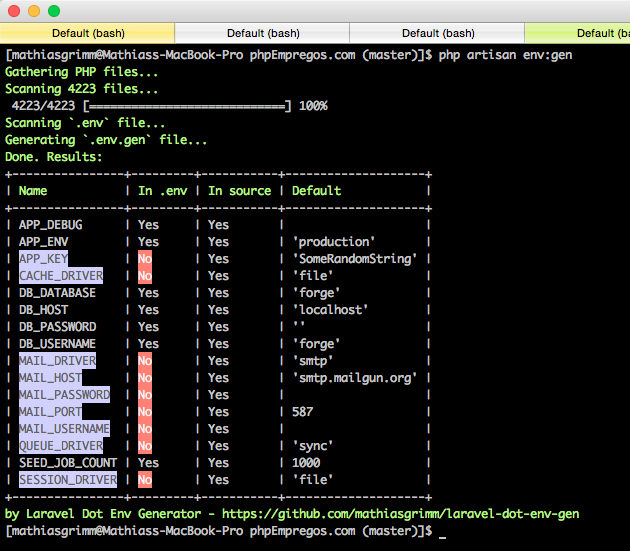 Default (bash) Default (bash) Default (bash) Default (ba
[mathiasgrimm@Mathiass-MacBook-Pro phpEmpregos.com (master)]$ php artisan env:gen
Gathering PHP files...
Scanning 4223 files...
 4223/4223 [============================] 100%
Scanning `.env` file...
Generating `.env.gen` file...
Done. Results:
+----------------+---------+-----------+--------------------+
| Name           | In .env | In source | Default            |
+----------------+---------+-----------+--------------------+
| APP_DEBUG      | Yes     | Yes       |                    |
| APP_ENV        | Yes     | Yes       | 'production'       |
| APP_KEY        | No      | Yes       | 'SomeRandomString' |
| CACHE_DRIVER   | No      | Yes       | 'file'             |
| DB_DATABASE    | Yes     | Yes       | 'forge'            |
| DB_HOST        | Yes     | Yes       | 'localhost'        |
| DB_PASSWORD    | Yes     | Yes       | ''                 |
| DB_USERNAME    | Yes     | Yes       | 'forge'            |
| MAIL_DRIVER    | No      | Yes       | 'smtp'             |
| MAIL_HOST      | No      | Yes       | 'smtp.mailgun.org' |
| MAIL_PASSWORD  | No      | Yes       |                    |
| MAIL_PORT      | No      | Yes       | 587                |
| MAIL_USERNAME  | No      | Yes       |                    |
| QUEUE_DRIVER   | No      | Yes       | 'sync'             |
| SEED_JOB_COUNT | Yes     | Yes       | 1000               |
| SESSION_DRIVER | No      | Yes       | 'file'             |
+----------------+---------+-----------+--------------------+
by Laravel Dot Env Generator - https://github.com/mathiasgrimm/laravel-dot-env-gen
[mathiasgrimm@Mathiass-MacBook-Pro phpEmpregos.com (master)]$ _